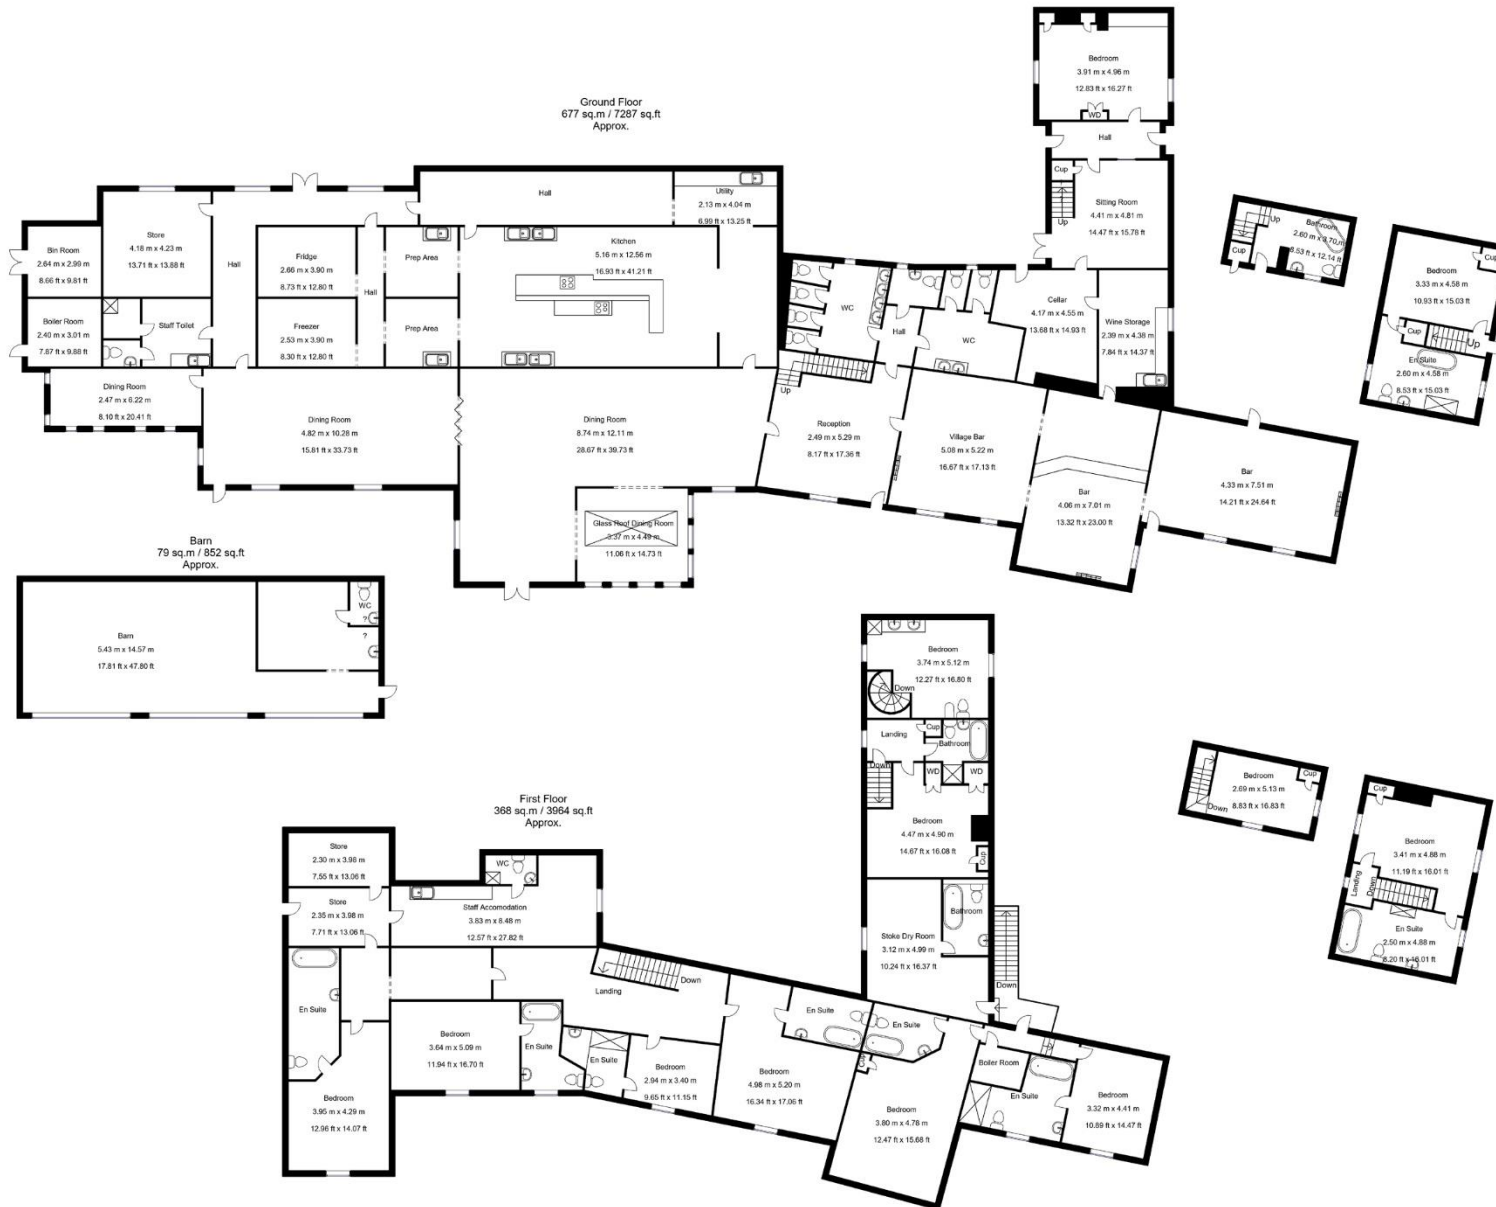 Ground Floor
677 sq.m / 7287 sq.ft
Approx.
Bedroom
3.91 m x 4.96 m
12.83 ft x 16.27 ft
WD
Hall
Cup
Up
Sitting Room
4.41 m x 4.81 m
14.47 ft x 15.78 ft
Hall
Utility
2.13 m x 4.04 m
6.99 ft x 13.25 ft
Store
4.18 m x 4.23 m
13.71 ft x 13.88 ft
Bin Room
2.64 m x 2.99 m
8.66 ft x 9.81 ft
Hall
Fridge
2.66 m x 3.90 m
8.73 ft x 12.80 ft
Hall
Prep Area
Kitchen
5.16 m x 12.56 m
16.93 ft x 41.21 ft
Boiler Room
2.40 m x 3.01 m
7.87 ft x 9.88 ft
Staff Toilet
Freezer
2.53 m x 3.90 m
8.30 ft x 12.80 ft
Prep Area
WC
Hall
WC
Cellar
4.17 m x 4.55 m
13.68 ft x 14.93 ft
Wine Storage
2.39 m x 4.38 m
7.84 ft x 14.37 ft
Dining Room
2.47 m x 6.22 m
8.10 ft x 20.41 ft
Dining Room
4.82 m x 10.28 m
15.81 ft x 33.73 ft
Dining Room
8.74 m x 12.11 m
28.67 ft x 39.73 ft
Up
Reception
2.49 m x 5.29 m
8.17 ft x 17.36 ft
Village Bar
5.08 m x 5.22 m
16.67 ft x 17.13 ft
Bar
4.06 m x 7.01 m
13.32 ft x 23.00 ft
Bar
4.33 m x 7.51 m
14.21 ft x 24.64 ft
Glass Roof Dining Room
3.37 m x 4.49 m
11.06 ft x 14.73 ft
Up
Cup
Bathroom
2.60 m x 3.70 m
8.53 ft x 12.14 ft
Bedroom
3.33 m x 4.58 m
10.93 ft x 15.03 ft
Cup
Cup
Up
En Suite
2.60 m x 4.58 m
8.53 ft x 15.03 ft
Barn
79 sq.m / 852 sq.ft
Approx.
Barn
5.43 m x 14.57 m
17.81 ft x 47.80 ft
WC
?
?
First Floor
368 sq.m / 3964 sq.ft
Approx.
Bedroom
3.74 m x 5.12 m
12.27 ft x 16.80 ft
Down
Landing
Cup
Bathroom
Down
WD
WD
Bedroom
4.47 m x 4.90 m
14.67 ft x 16.08 ft
Cup
Stoke Dry Room
3.12 m x 4.99 m
10.24 ft x 16.37 ft
Bathroom
Down
Store
2.30 m x 3.98 m
7.55 ft x 13.06 ft
WC
Store
2.35 m x 3.98 m
7.71 ft x 13.06 ft
Staff Accomodation
3.83 m x 8.48 m
12.57 ft x 27.82 ft
En Suite
Landing
Down
Bedroom
3.64 m x 5.09 m
11.94 ft x 16.70 ft
En Suite
En Suite
Bedroom
2.94 m x 3.40 m
9.65 ft x 11.15 ft
Bedroom
3.95 m x 4.29 m
12.96 ft x 14.07 ft
En Suite
Bedroom
4.98 m x 5.20 m
16.34 ft x 17.06 ft
En Suite
Cup
Bedroom
3.80 m x 4.78 m
12.47 ft x 15.68 ft
Boiler Room
En Suite
Bedroom
3.32 m x 4.41 m
10.89 ft x 14.47 ft
Bedroom
2.69 m x 5.13 m
8.83 ft x 16.83 ft
Cup
Down
Cup
Bedroom
3.41 m x 4.88 m
11.19 ft x 16.01 ft
Landing
Down
En Suite
2.50 m x 4.88 m
8.20 ft x 16.01 ft